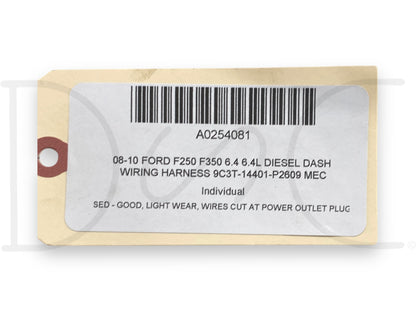 A0254081
08-10 FORD F250 F350 6.4 6.4L DIESEL DASH
WIRING HARNESS 9C3T-14401-P2609 MEC
Individual
SED - GOOD, LIGHT WEAR, WIRES CUT AT POWER OUTLET PLUG